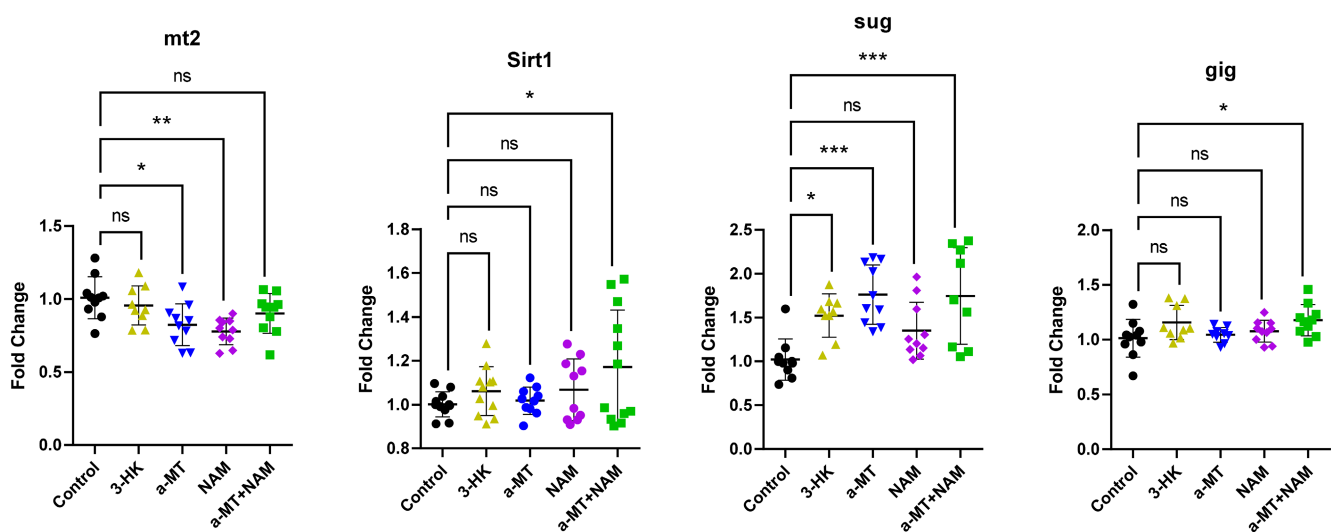 mt2
ns
**
*
ns
Fold Change
1.5
1.0
0.5
0.0
Control
3-HK
a-MT
NAM
a-MT+NAM
Sirt1
*
ns
ns
ns
Fold Change
1.8
1.6
1.4
1.2
1.0
0.8
Control
3-HK
a-MT
NAM
a-MT+NAM
sug
***
ns
***
*
Fold Change
2.5
2.0
1.5
1.0
0.5
0.0
Control
3-HK
a-MT
NAM
a-MT+NAM
gig
*
ns
ns
ns
Fold Change
2.0
1.5
1.0
0.5
0.0
Control
3-HK
a-MT
NAM
a-MT+NAM